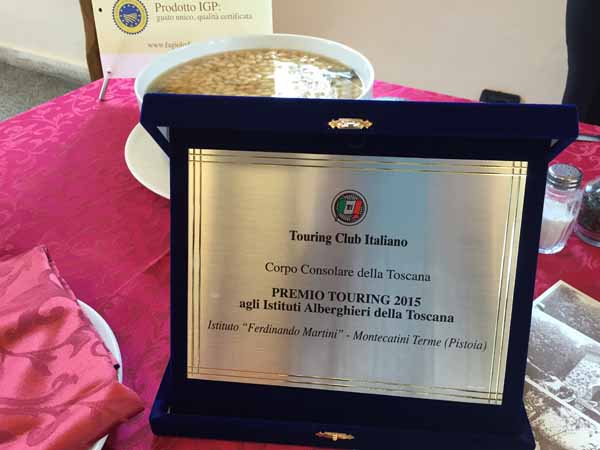 Prodotto IGP:
gusto unico, qualità certificata
Touring Club Italiano
Corpo Consolare della Toscana
PREMIO TOURING 2015
agli Istituti Alberghieri della Toscana
Istituto "Ferdinando Martini" - Montecatini Terme (Pistoia)